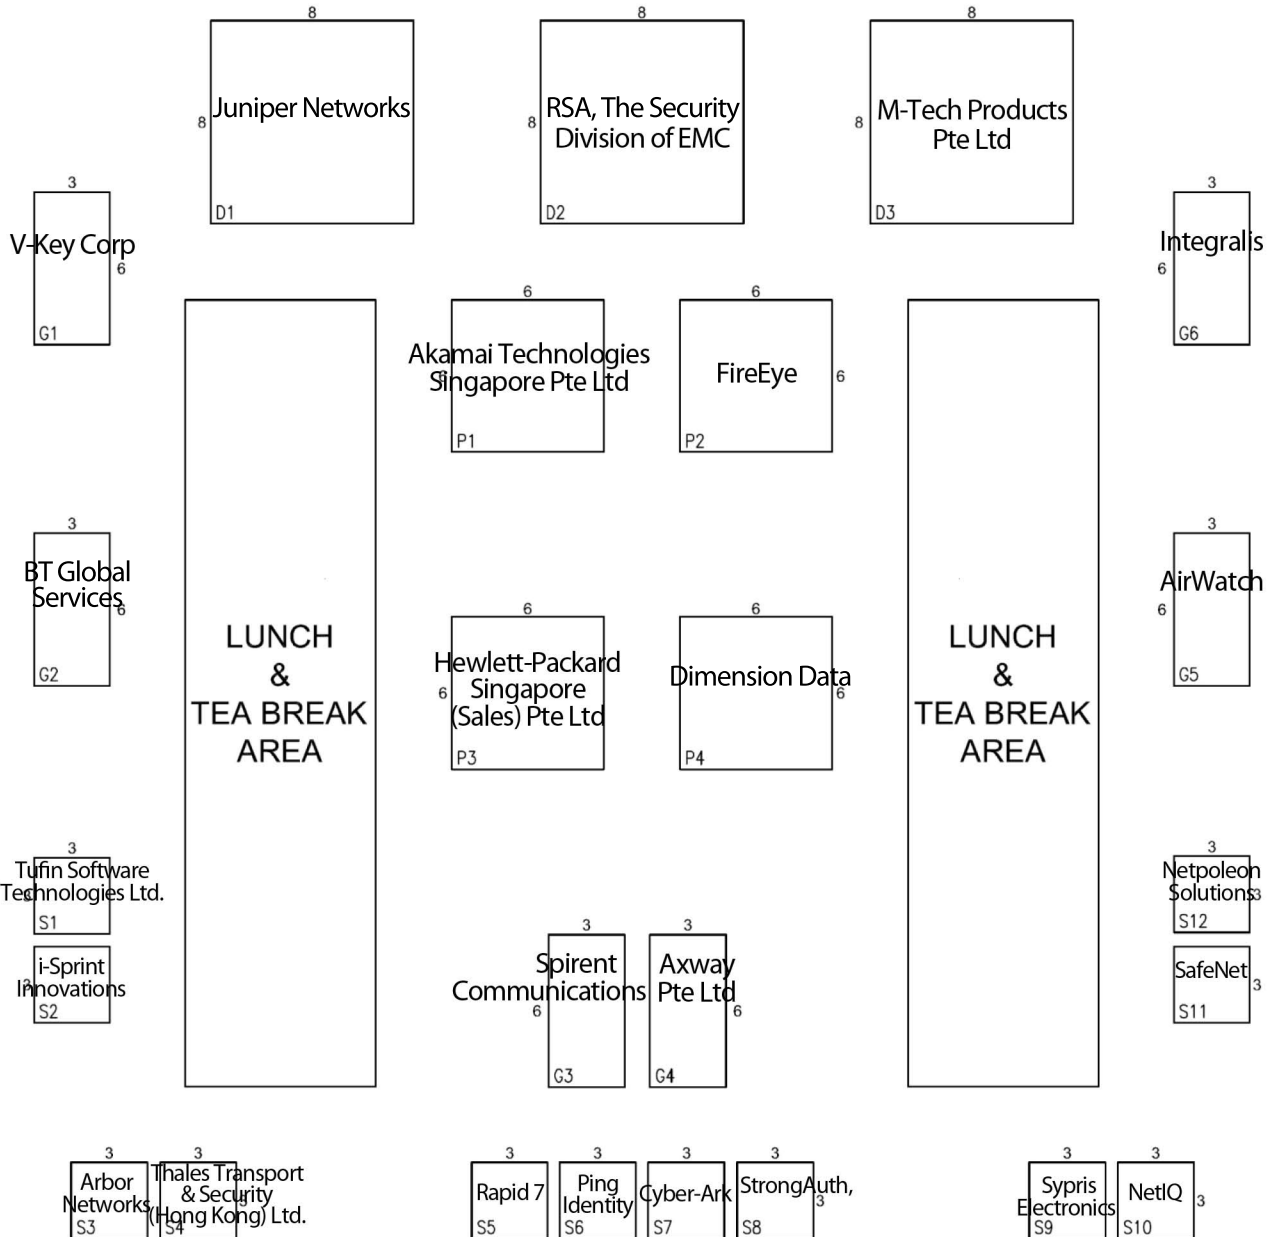 8
8
8
Juniper Networks
8
D1
RSA, The Security
Division of EMC
8
D2
M-Tech Products
Pte Ltd
8
D3
3
V-Key Corp
6
G1
3
Integralis
6
G6
6
Akamai Technologies
Singapore Pte Ltd
6
P1
6
FireEye
6
P2
3
BT Global
Services
6
G2
3
AirWatch
6
G5
LUNCH
&
TEA BREAK
AREA
6
Hewlett-Packard
Singapore
(Sales) Pte Ltd
6
P3
6
Dimension Data
6
P4
LUNCH
&
TEA BREAK
AREA
3
Tufin Software
Technologies Ltd.
3
S1
i-Sprint
Innovations
3
S2
3
Netpoleon
Solutions
3
S12
SafeNet
3
S11
3
Spirent
Communications
6
G3
3
Axway
Pte Ltd
6
G4
3
Arbor
Networks
S3
3
Thales Transport
& Security
(Hong Kong) Ltd.
3
S4
3
Rapid 7
S5
3
Ping
Identity
S6
3
Cyber-Ark
S7
3
StrongAuth,
3
S8
3
Sypris
Electronics
S9
3
NetIQ
3
S10